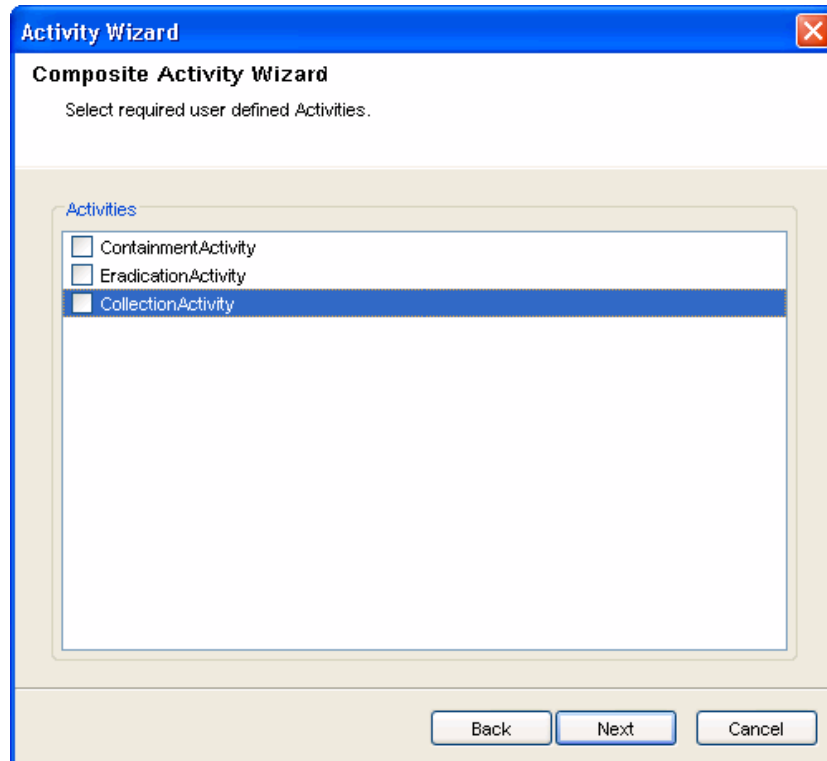 Activity Wizard
Composite Activity Wizard
Select required user defined Activities.
Activities
ContainmentActivity
EradicationActivity
CollectionActivity
Back Next Cancel